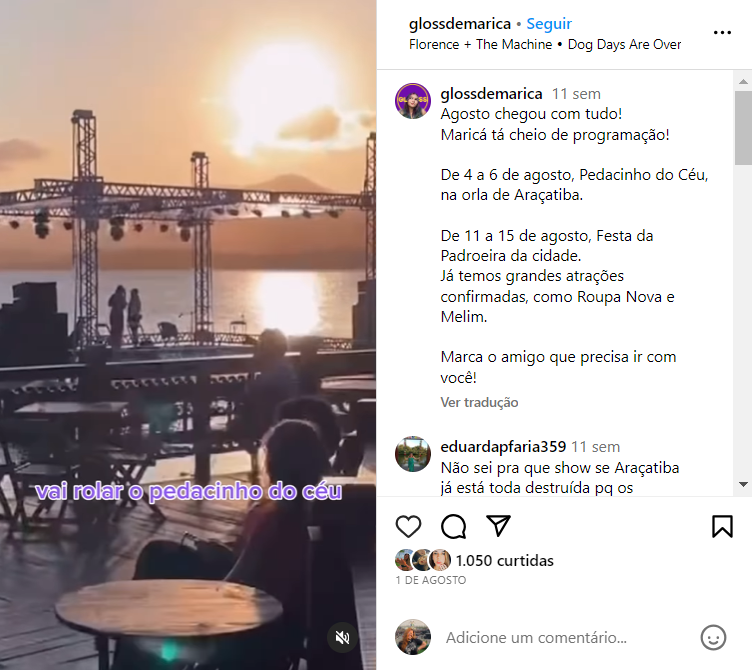 glossdemarica • Seguir
Florence + The Machine • Dog Days Are Over
glossdemarica 11 sem
Agosto chegou com tudo!
Maricá tá cheio de programação!
De 4 a 6 de agosto, Pedacinho do Céu,
na orla de Araçatiba.
De 11 a 15 de agosto, Festa da
Padroeira da cidade.
Já temos grandes atrações
confirmadas, como Roupa Nova e
Melim.
Marca o amigo que precisa ir com
você!
Ver tradução
eduardapfaria359 11 sem
Não sei pra que show se Araçatiba
já está toda destruída pq os
vai rolar o pedacinho do céu
1.050 curtidas
1 DE AGOSTO
Adicione um comentário...